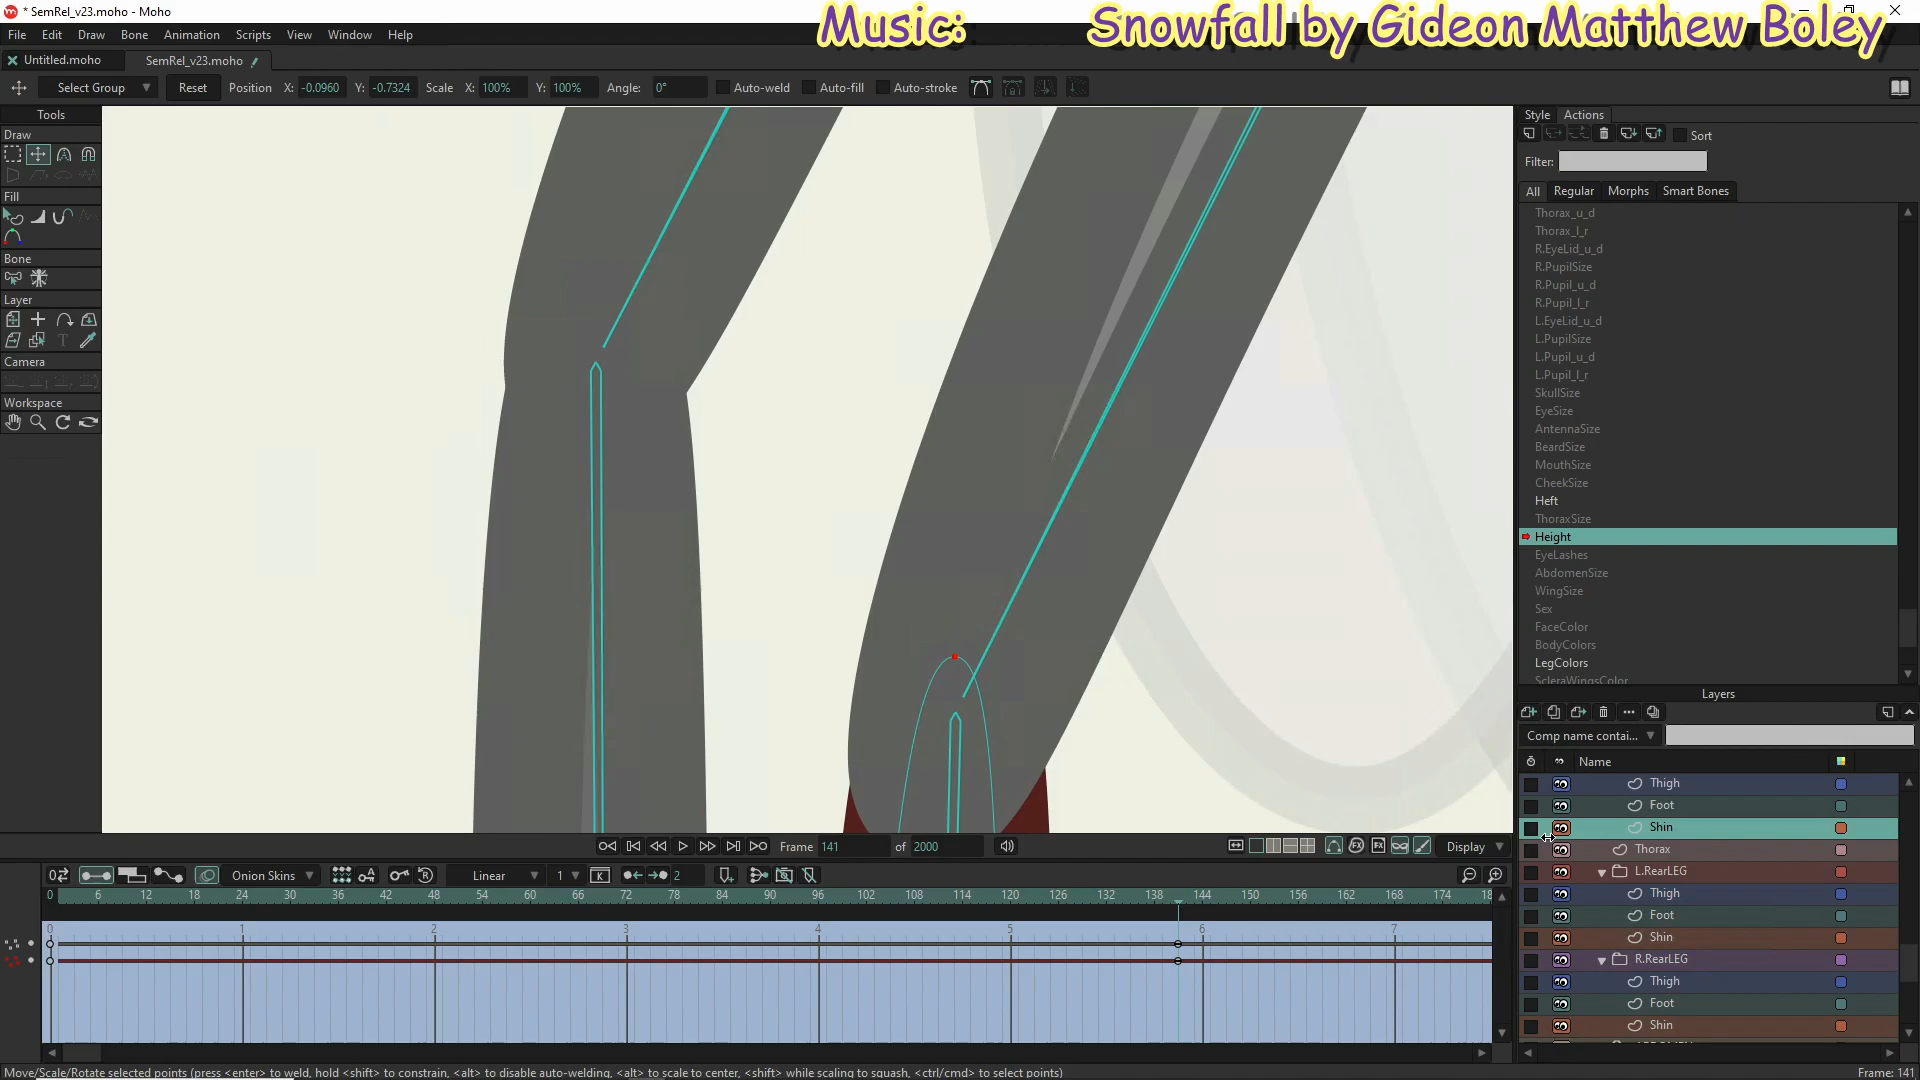 * SemRel_v23.moho - Moho
Music: Snowfall by Gideon Matthew Boley
File Edit Draw Bone Animation Scripts View Window Help
Untitled.moho SemRel_v23.moho
Select Group Reset Position X: -0.0960 Y: -0.7324 Scale X: 100% Y: 100% Angle: 0° Auto-weld Auto-fill Auto-stroke
Tools
Draw
Fill
Bone
Layer
Camera
Workspace
Style Actions
Sort
Filter:
All Regular Morphs Smart Bones
Thorax_u_d
Thorax_l_r
R.EyeLid_u_d
R.PupilSize
R.Pupil_u_d
R.Pupil_l_r
L.EyeLid_u_d
L.PupilSize
L.Pupil_u_d
L.Pupil_l_r
SkullSize
EyeSize
AntennaSize
BeardSize
MouthSize
CheekSize
Heft
ThoraxSize
Height
EyeLashes
AbdomenSize
WingSize
Sex
FaceColor
BodyColors
LegColors
ScleraWingsColor
Layers
Comp name contai...
Name
Thigh
Foot
Shin
Thorax
L.RearLEG
Thigh
Foot
Shin
R.RearLEG
Thigh
Foot
Shin
Frame 141 of 2000 Display
Onion Skins Linear 1 2
0 6 12 18 24 30 36 42 48 54 60 66 72 78 84 90 96 102 108 114 120 126 132 138 144 150 156 162 168 174 18
0 1 2 3 4 5 6 7
Move/Scale/Rotate selected points (press <enter> to weld, hold <shift> to constrain, <alt> to disable auto-welding, <alt> to scale to center, <shift> while scaling to squash, <ctrl/cmd> to select points)
Frame: 141